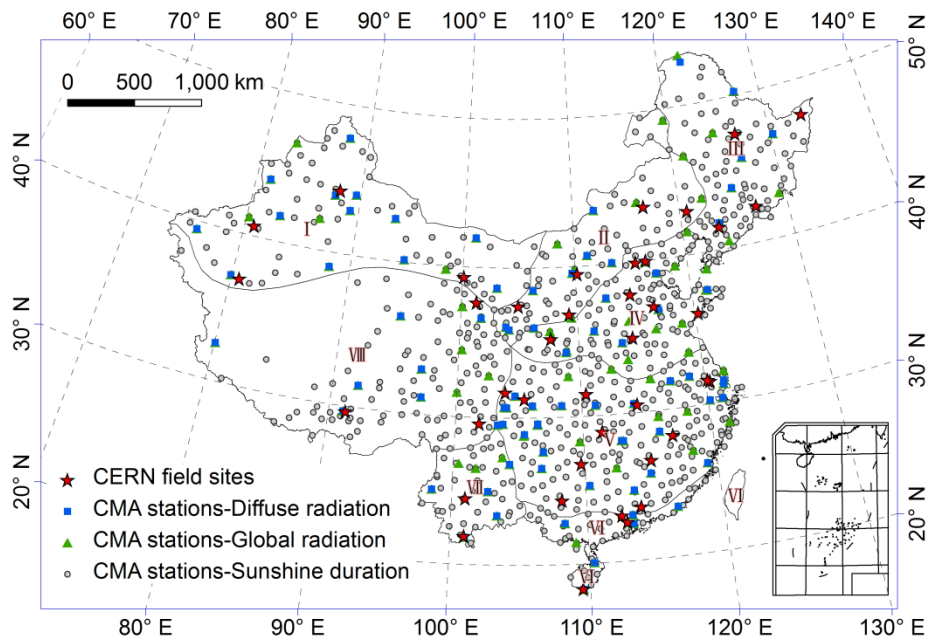 60° E 70° E 80° E 90° E 100° E 110° E 120° E 130° E 140° E
50° N
0 500 1,000 km
40° N
40° N
30° N
30° N
20° N
20° N
I
II
III
IV
V
VI
VI
VI
VII
VIII
CERN field sites
CMA stations-Diffuse radiation
CMA stations-Global radiation
CMA stations-Sunshine duration
80° E 90° E 100° E 110° E 120° E 130° E